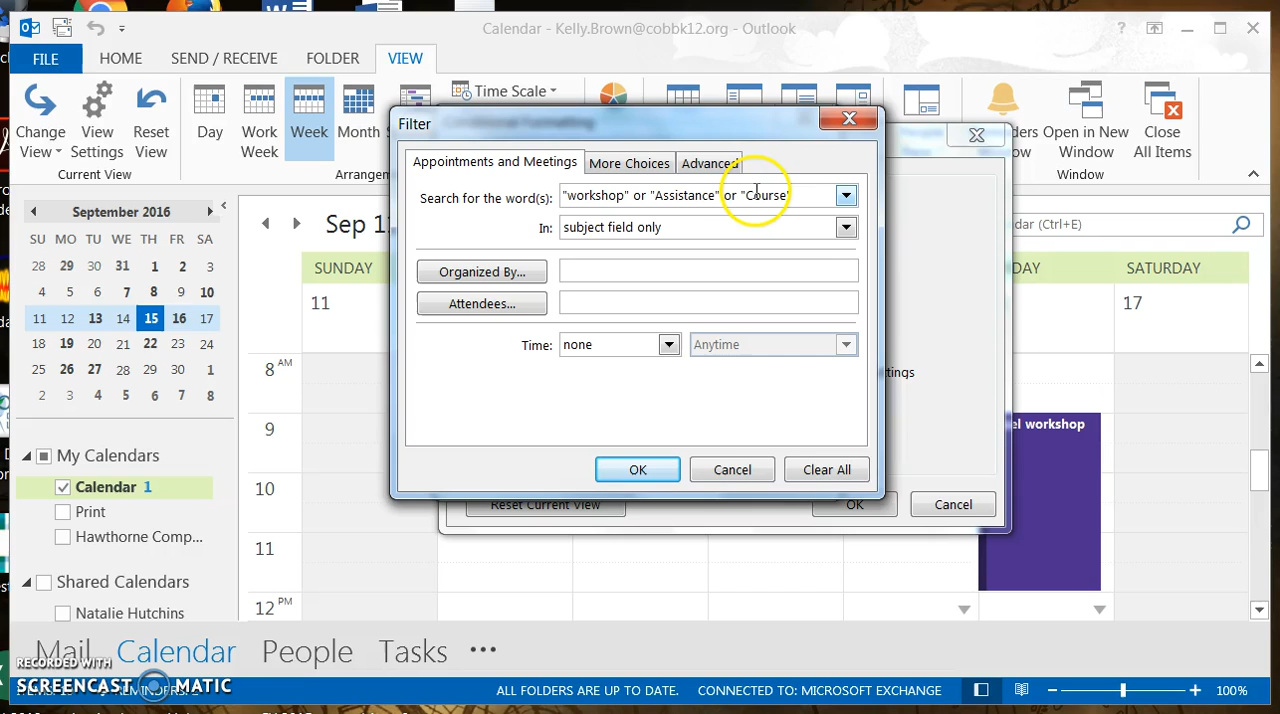 Calendar - Kelly.Brown@cobbk12.org - Outlook
?
FILE HOME SEND / RECEIVE FOLDER VIEW
Change View
View Settings
Reset View
Current View
Day
Work Week
Week
Month
Time Scale
Open in New Window
Close All Items
Window
Filter
Appointments and Meetings
More Choices
Advanced
Search for the word(s): "workshop" or "Assistance" or "Course"
In: subject field only
Organized By...
Attendees...
Time: none Anytime
OK Cancel Clear All
Reset Current View OK Cancel
September 2016
SU MO TU WE TH FR SA
28 29 30 31 1 2 3
4 5 6 7 8 9 10
11 12 13 14 15 16 17
18 19 20 21 22 23 24
25 26 27 28 29 30 1
2 3 4 5 6 7 8
My Calendars
Calendar 1
Print
Hawthorne Comp...
Shared Calendars
Natalie Hutchins
(Ctrl+E)
SUNDAY SATURDAY
11 17
8 AM
9
10
11
12 PM
workshop
Mail Calendar People Tasks •••
RECORDED WITH
SCREENCAST MATIC
ALL FOLDERS ARE UP TO DATE. CONNECTED TO: MICROSOFT EXCHANGE 100%